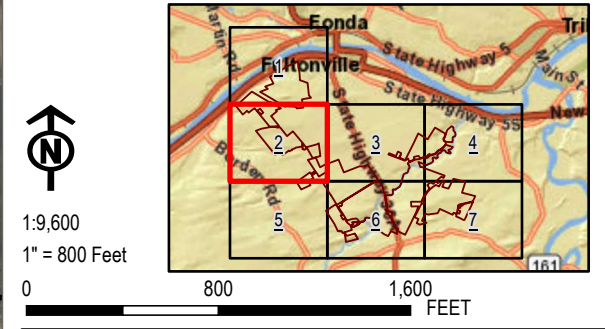 Martin Rd
Fonda
Tri
State Highway 5
Main St
1
Fultonville
State Highway 5S
New
N
2
3
4
Borden Rd
State Highway 30A
5
6
7
161
1:9,600
1" = 800 Feet
0 800 1,600
FEET